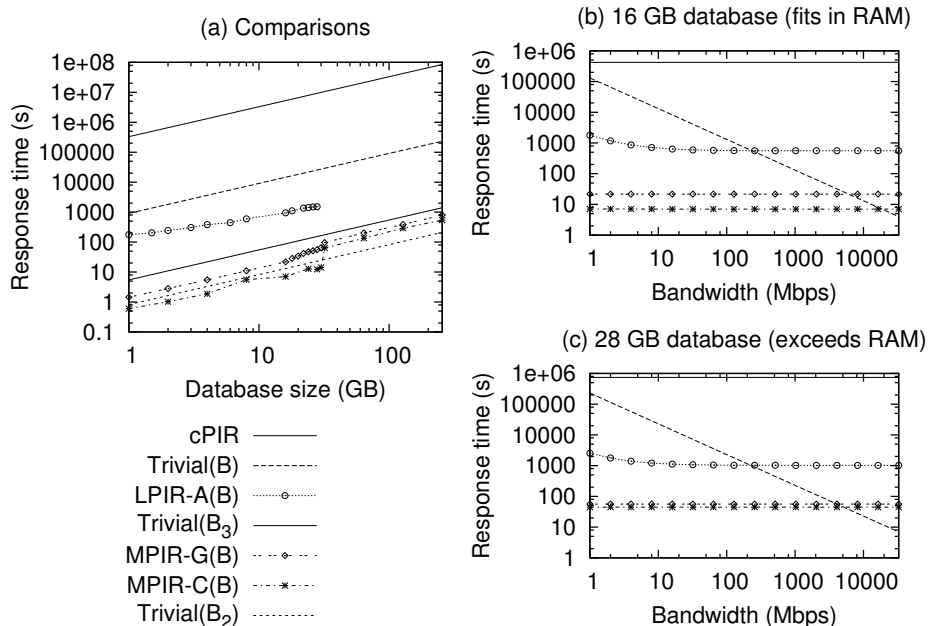 (a) Comparisons
Response time (s)
1e+08
1e+07
1e+06
100000
10000
1000
100
10
1
0.1
1 10 100
Database size (GB)
cPIR
Trivial(B)
LPIR-A(B)
Trivial(B3)
MPIR-G(B)
MPIR-C(B)
Trivial(B2)
(b) 16 GB database (fits in RAM)
Response time (s)
1e+06
100000
10000
1000
100
10
1
1 10 100 1000 10000
Bandwidth (Mbps)
(c) 28 GB database (exceeds RAM)
Response time (s)
1e+06
100000
10000
1000
100
10
1
1 10 100 1000 10000
Bandwidth (Mbps)